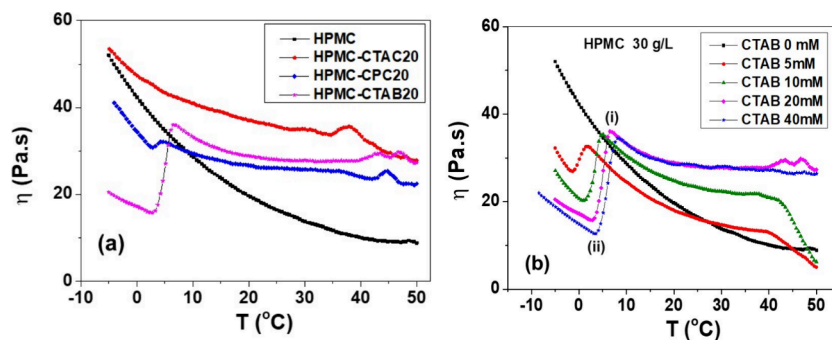 60
40
20
0
η (Pa.s)
-10 0 10 20 30 40 50
T (°C)
(a)
HPMC
HPMC-CTAC20
HPMC-CPC20
HPMC-CTAB20
60
40
20
0
η (Pa.s)
-10 0 10 20 30 40 50
T (°C)
(b)
HPMC 30 g/L
(i)
(ii)
CTAB 0 mM
CTAB 5mM
CTAB 10mM
CTAB 20mM
CTAB 40mM